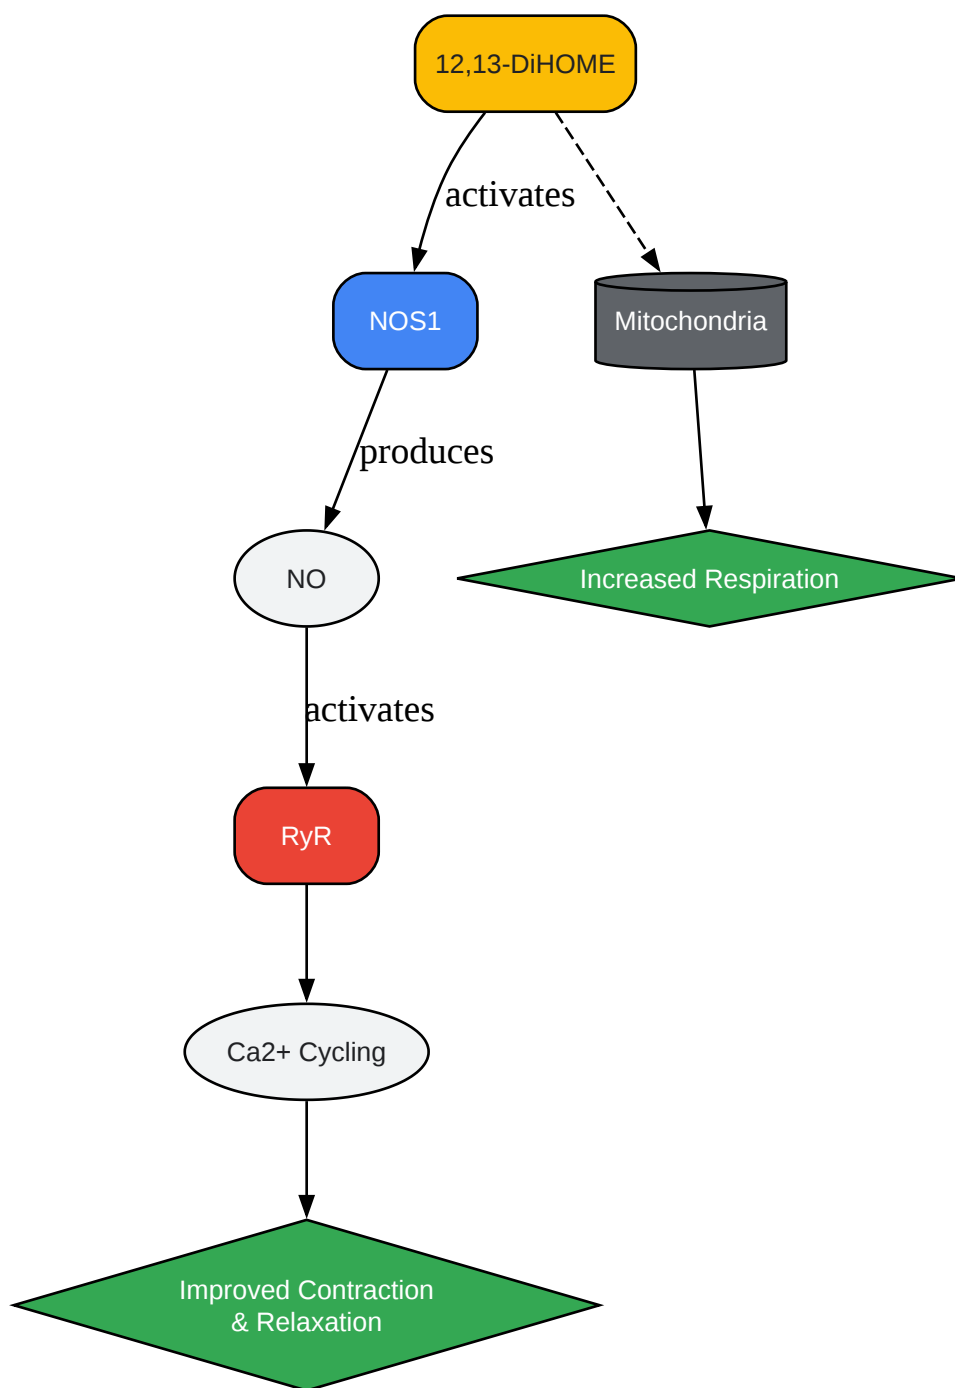 12,13-DiHOME
activates
NOS1
Mitochondria
produces
NO
Increased Respiration
activates
RyR
Ca2+ Cycling
Improved Contraction
& Relaxation